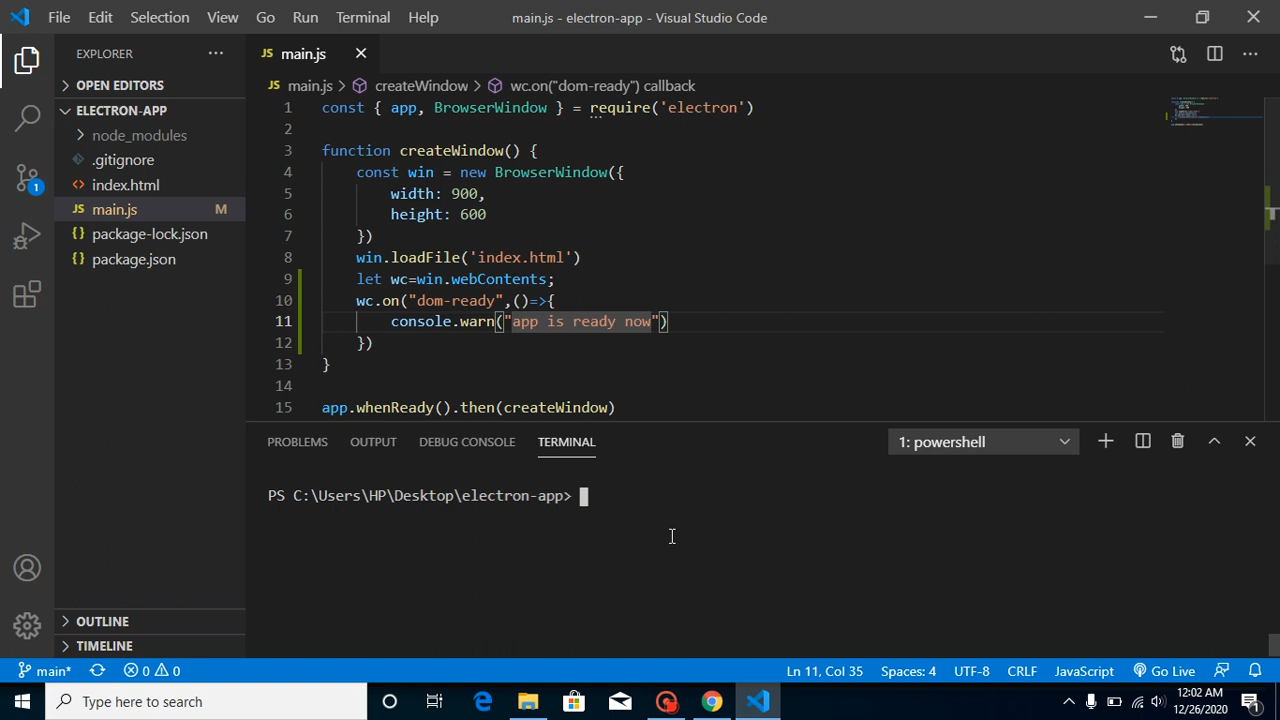 File Edit Selection View Go Run Terminal Help main.js - electron-app - Visual Studio Code
EXPLORER
OPEN EDITORS
ELECTRON-APP
node_modules
.gitignore
index.html
JS main.js M
package-lock.json
package.json
OUTLINE
TIMELINE
1
JS main.js
JS main.js > createWindow > wc.on("dom-ready") callback
1 const { app, BrowserWindow } = require('electron')
2
3 function createWindow() {
4 const win = new BrowserWindow({
5 width: 900,
6 height: 600
7 })
8 win.loadFile('index.html')
9 let wc=win.webContents;
10 wc.on("dom-ready",()=>{
11 console.warn("app is ready now")
12 })
13 }
14
15 app.whenReady().then(createWindow)
PROBLEMS OUTPUT DEBUG CONSOLE TERMINAL 1: powershell
PS C:\Users\HP\Desktop\electron-app>
main* 0 0 Ln 11, Col 35 Spaces: 4 UTF-8 CRLF JavaScript Go Live
Type here to search
12:02 AM
12/26/2020
1